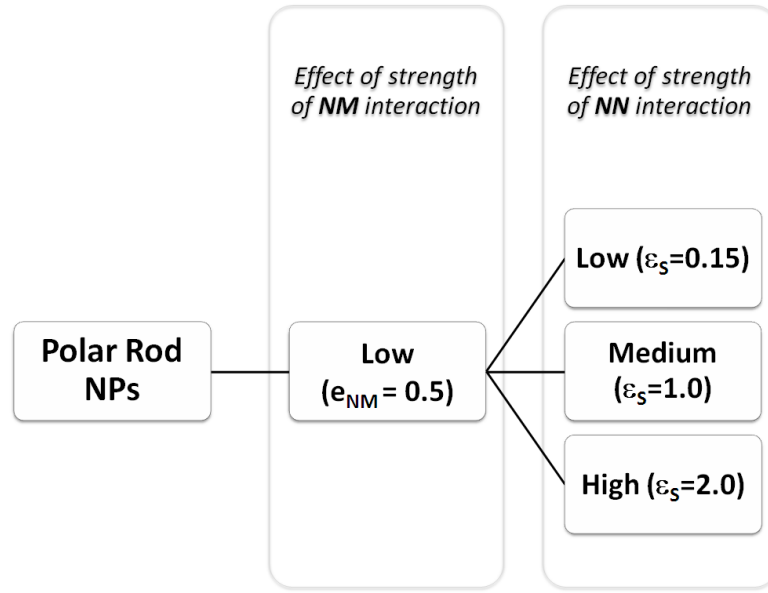 Effect of strength
of NM interaction
Effect of strength
of NN interaction
Polar Rod
NPs
Low
(eNM = 0.5)
Low (εS=0.15)
Medium
(εS=1.0)
High (εS=2.0)